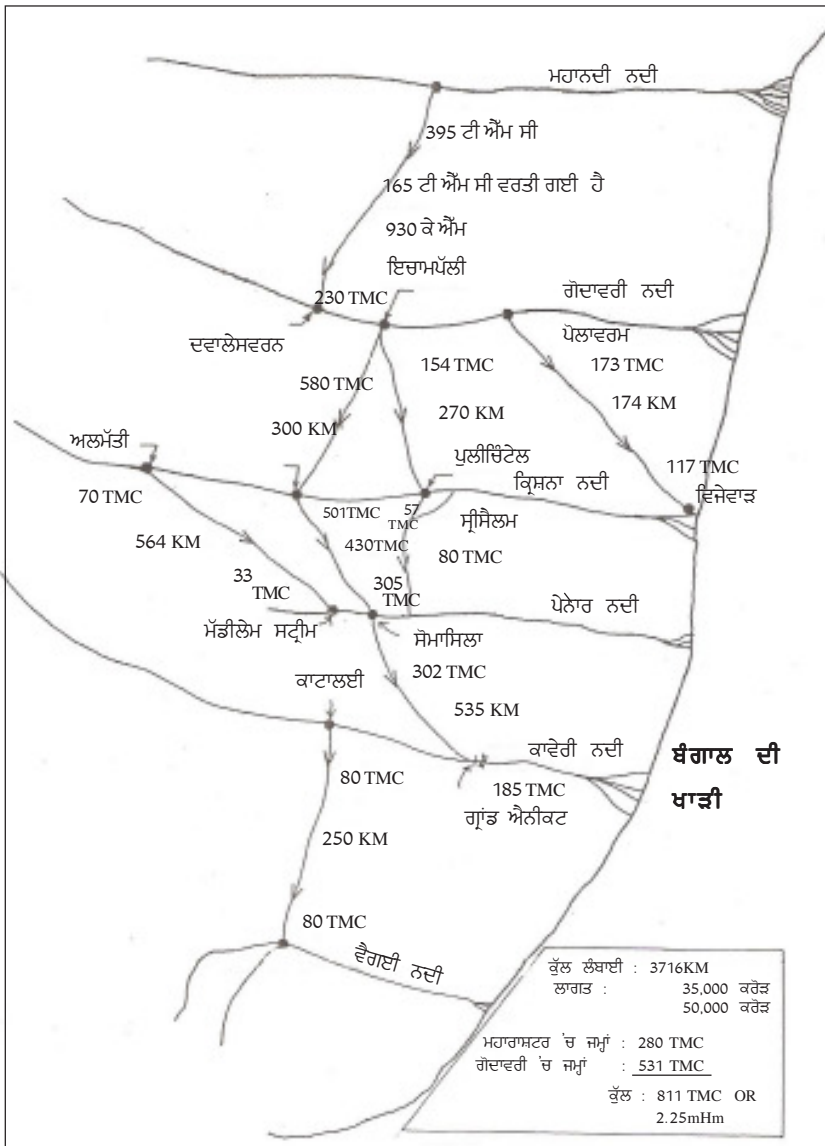 ਮਹਾਨਦੀ ਨਦੀ
395 ਟੀ ਐੱਮ ਸੀ
165 ਟੀ ਐੱਮ ਸੀ ਵਰਤੀ ਗਈ ਹੈ
930 ਕੇ ਐੱਮ
ਇਚਾਮਪੱਲੀ
230 TMC
ਗੋਦਾਵਰੀ ਨਦੀ
ਦਵਾਲੇਸਵਰਨ
ਪੋਲਾਵਰਮ
580 TMC
154 TMC
173 TMC
300 KM
270 KM
174 KM
ਅਲਮੱਤੀ
ਪੁਲੀਚਿੰਟੇਲ
117 TMC
70 TMC
ਕ੍ਰਿਸ਼ਨਾ ਨਦੀ
ਵਿਜੇਵਾੜ
501TMC
57
TMC
ਸ੍ਰੀਸੈਲਮ
564 KM
430TMC
80 TMC
33
TMC
305
TMC
ਪੇਨੇਾਰ ਨਦੀ
ਮੱਡੀਲੇਮ ਸਟ੍ਰੀਮ
ਸੋਮਾਸਿਲਾ
302 TMC
ਕਾਟਾਲਈ
535 KM
ਕਾਵੇਰੀ ਨਦੀ
ਬੰਗਾਲ ਦੀ
ਖਾੜੀ
80 TMC
185 TMC
ਗ੍ਰਾਂਡ ਐਨੀਕਟ
250 KM
80 TMC
ਵੈਗਈ ਨਦੀ
ਕੁੱਲ ਲੰਬਾਈ : 3716KM
ਲਾਗਤ : 35,000 ਕਰੋੜ
50,000 ਕਰੋੜ
ਮਹਾਰਾਸ਼ਟਰ 'ਚ ਜਮ੍ਹਾਂ : 280 TMC
ਗੋਦਾਵਰੀ 'ਚ ਜਮ੍ਹਾਂ : 531 TMC
ਕੁੱਲ : 811 TMC OR
2.25mHm